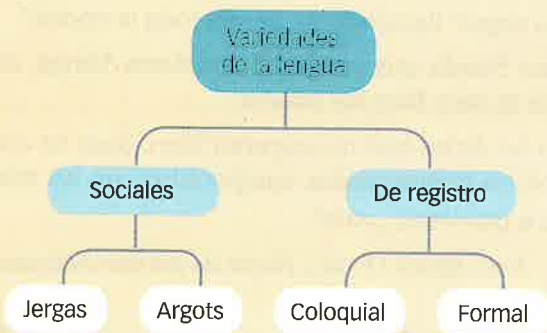 Variedades
de la lengua
Sociales
De registro
Jergas
Argots
Coloquial
Formal